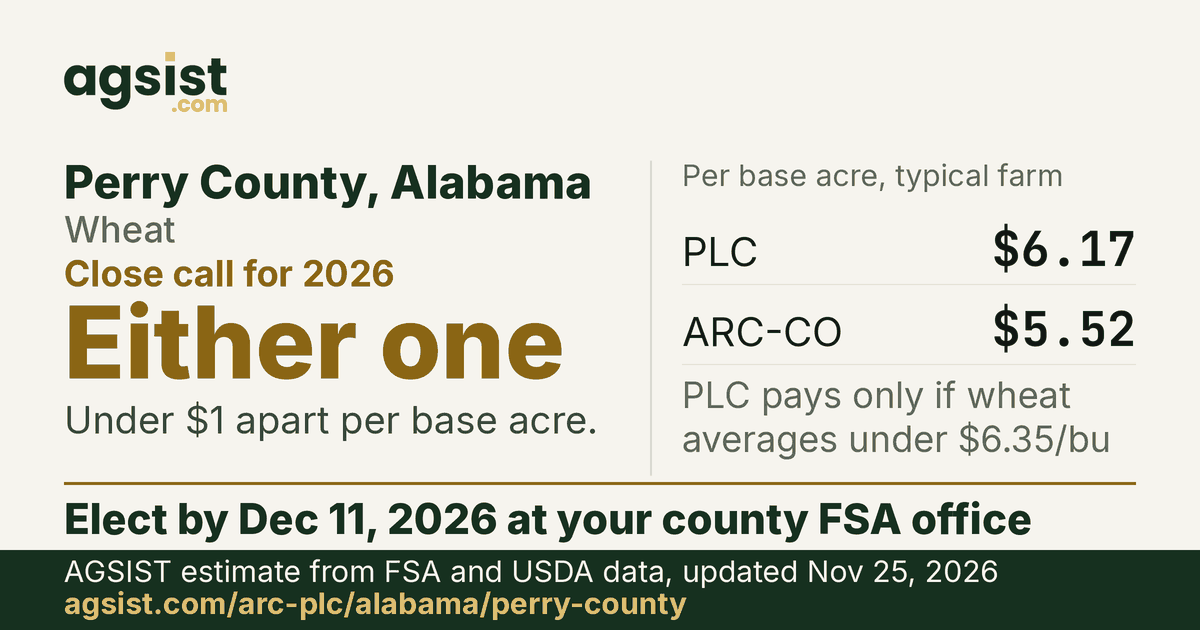 agsist
.com
Perry County, Alabama
Wheat
Close call for 2026
Either one
Under $1 apart per base acre.
Per base acre, typical farm
PLC $6.17
ARC-CO $5.52
PLC pays only if wheat
averages under $6.35/bu
Elect by Dec 11, 2026 at your county FSA office
AGSIST estimate from FSA and USDA data, updated Nov 25, 2026
agsist.com/arc-plc/alabama/perry-county